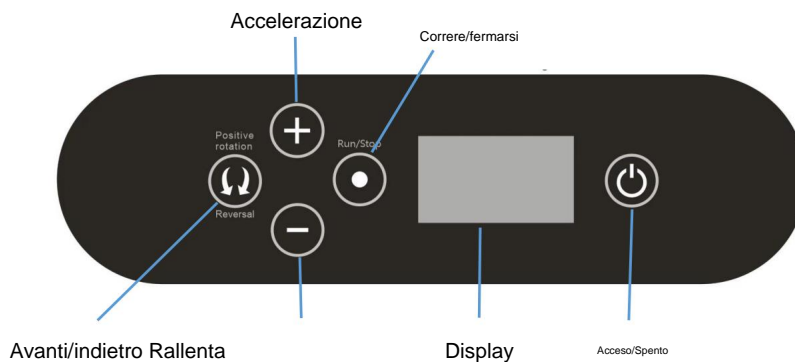 Accelerazione
Correre/fermarsi
Positive
rotation
Run/Stop
Reversal
Avanti/indietro Rallenta
Display
Acceso/Spento